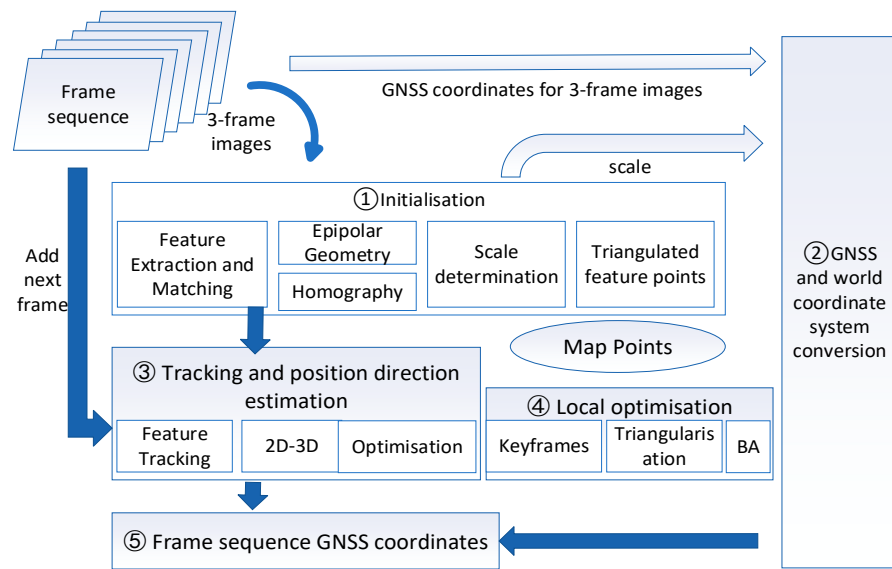 Frame
sequence
3-frame
images
GNSS coordinates for 3-frame images
scale
①Initialisation
Feature
Extraction and
Matching
Epipolar
Geometry
Homography
Scale
determination
Triangulated
feature points
Add
next
frame
②GNSS
and world
coordinate
system
conversion
Map Points
③ Tracking and position direction
estimation
Feature
Tracking
2D-3D
Optimisation
④ Local optimisation
Keyframes
Triangularis
ation
BA
⑤ Frame sequence GNSS coordinates